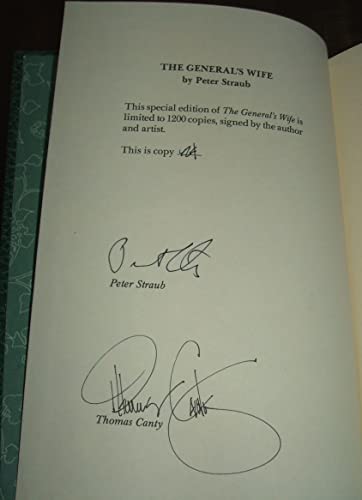 THE GENERAL'S WIFE
by Peter Straub
This special edition of The General's Wife is
limited to 1200 copies, signed by the author
and artist.
This is copy
Peter Straub
Thomas Canty